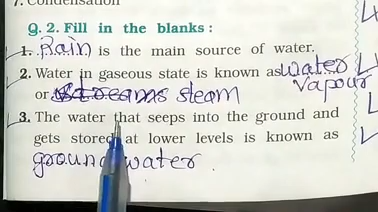 7. Condensation
Q. 2. Fill in the blanks :
1. Rain is the main source of water.
2. Water in gaseous state is known as water vapour
or steam
3. The water that seeps into the ground and
gets stored at lower levels is known as
ground water.